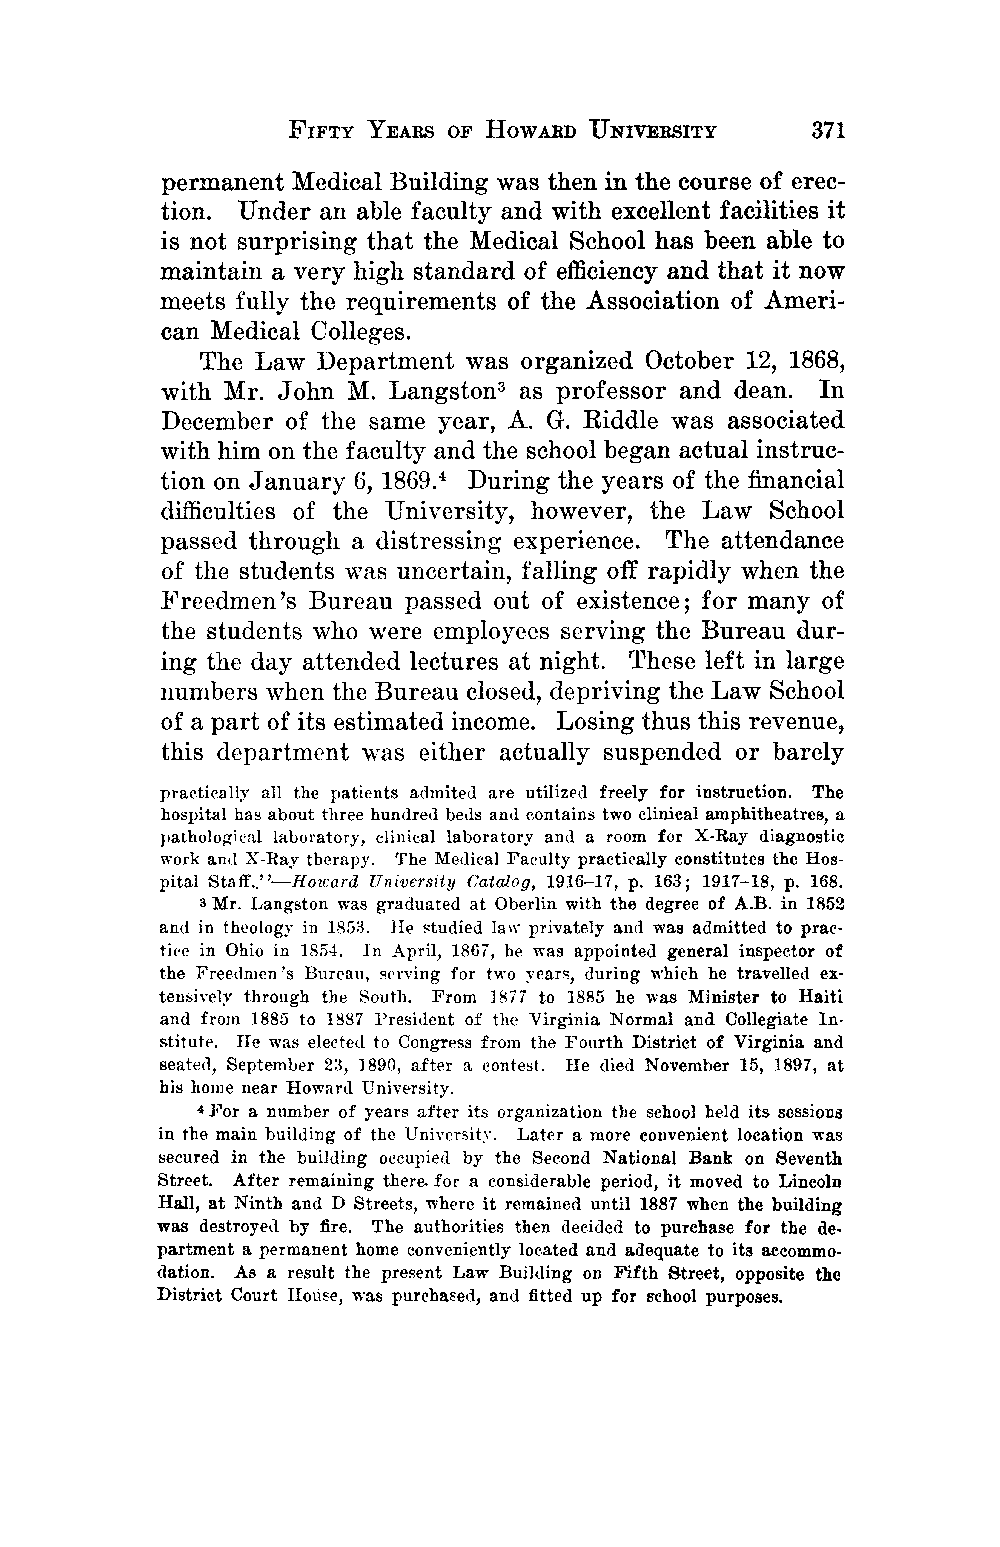 FIFTY YEARS OF HOWARD UNIVERSITY 371
permanent Medical Building was then in the course of erec-
tion. Under an able faculty and with excellent facilities it
is not surprising that the Medical School has been able to
maintain a very high standard of efficiency and that it now
meets fully the requirements of the Association of Ameri-
can Medical Colleges.
The Law Department was organized October 12, 1868,
with Mr. John M. Langston³ as professor and dean. In
December of the same year, A. G. Riddle was associated
with him on the faculty and the school began actual instruc-
tion on January 6, 1869.⁴ During the years of the financial
difficulties of the University, however, the Law School
passed through a distressing experience. The attendance
of the students was uncertain, falling off rapidly when the
Freedmen's Bureau passed out of existence; for many of
the students who were employees serving the Bureau dur-
ing the day attended lectures at night. These left in large
numbers when the Bureau closed, depriving the Law School
of a part of its estimated income. Losing thus this revenue,
this department was either actually suspended or barely
practically all the patients admited are utilized freely for instruction. The
hospital has about three hundred beds and contains two clinical amphitheatres, a
pathological laboratory, clinical laboratory and a room for X-Ray diagnostic
work and X-Ray therapy. The Medical Faculty practically constitutes the Hos-
pital Staff.''—Howard University Catalog, 1916–17, p. 163; 1917–18, p. 168.
³ Mr. Langston was graduated at Oberlin with the degree of A.B. in 1852
and in theology in 1853. He studied law privately and was admitted to prac-
tice in Ohio in 1854. In April, 1867, he was appointed general inspector of
the Freedmen's Bureau, serving for two years, during which he travelled ex-
tensively through the South. From 1877 to 1885 he was Minister to Haiti
and from 1885 to 1887 President of the Virginia Normal and Collegiate In-
stitute. He was elected to Congress from the Fourth District of Virginia and
seated, September 23, 1890, after a contest. He died November 15, 1897, at
his home near Howard University.
⁴ For a number of years after its organization the school held its sessions
in the main building of the University. Later a more convenient location was
secured in the building occupied by the Second National Bank on Seventh
Street. After remaining there for a considerable period, it moved to Lincoln
Hall, at Ninth and D Streets, where it remained until 1887 when the building
was destroyed by fire. The authorities then decided to purchase for the de-
partment a permanent home conveniently located and adequate to its accommo-
dation. As a result the present Law Building on Fifth Street, opposite the
District Court House, was purchased, and fitted up for school purposes.